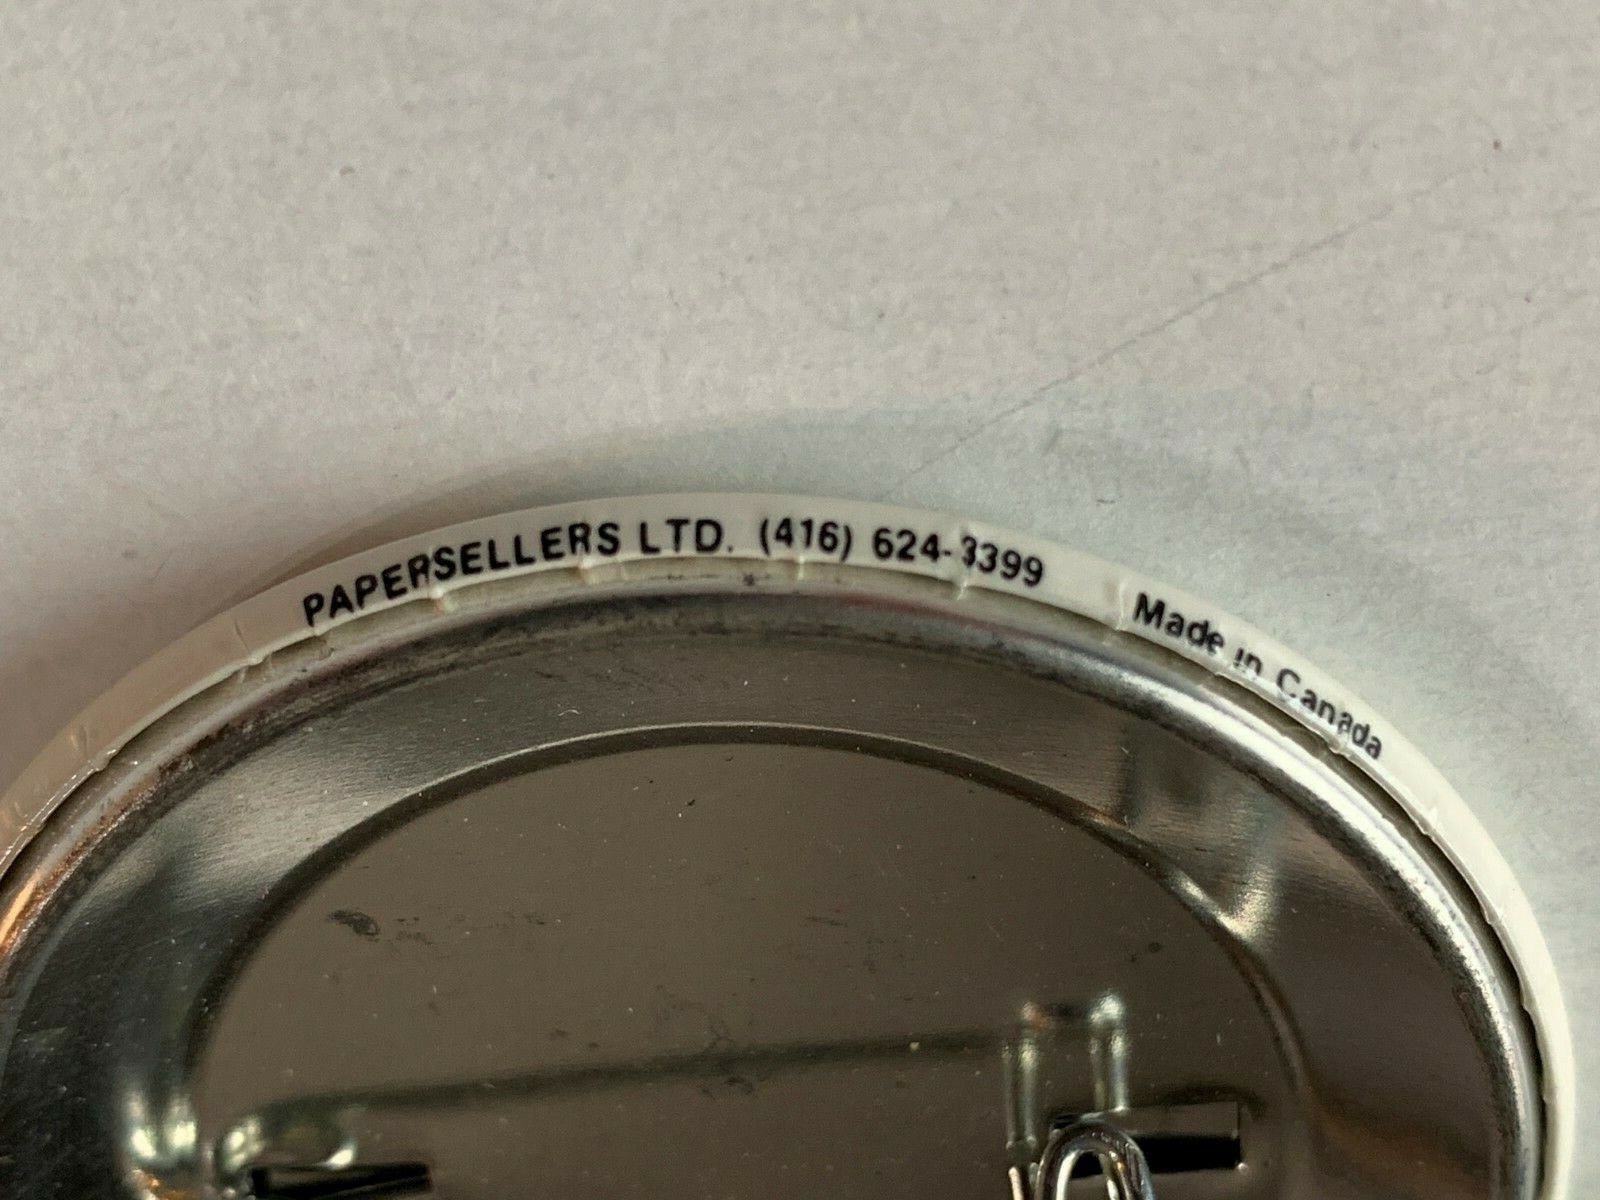 PAPERSELLERS LTD. (416) 624-3399 Made in Canada